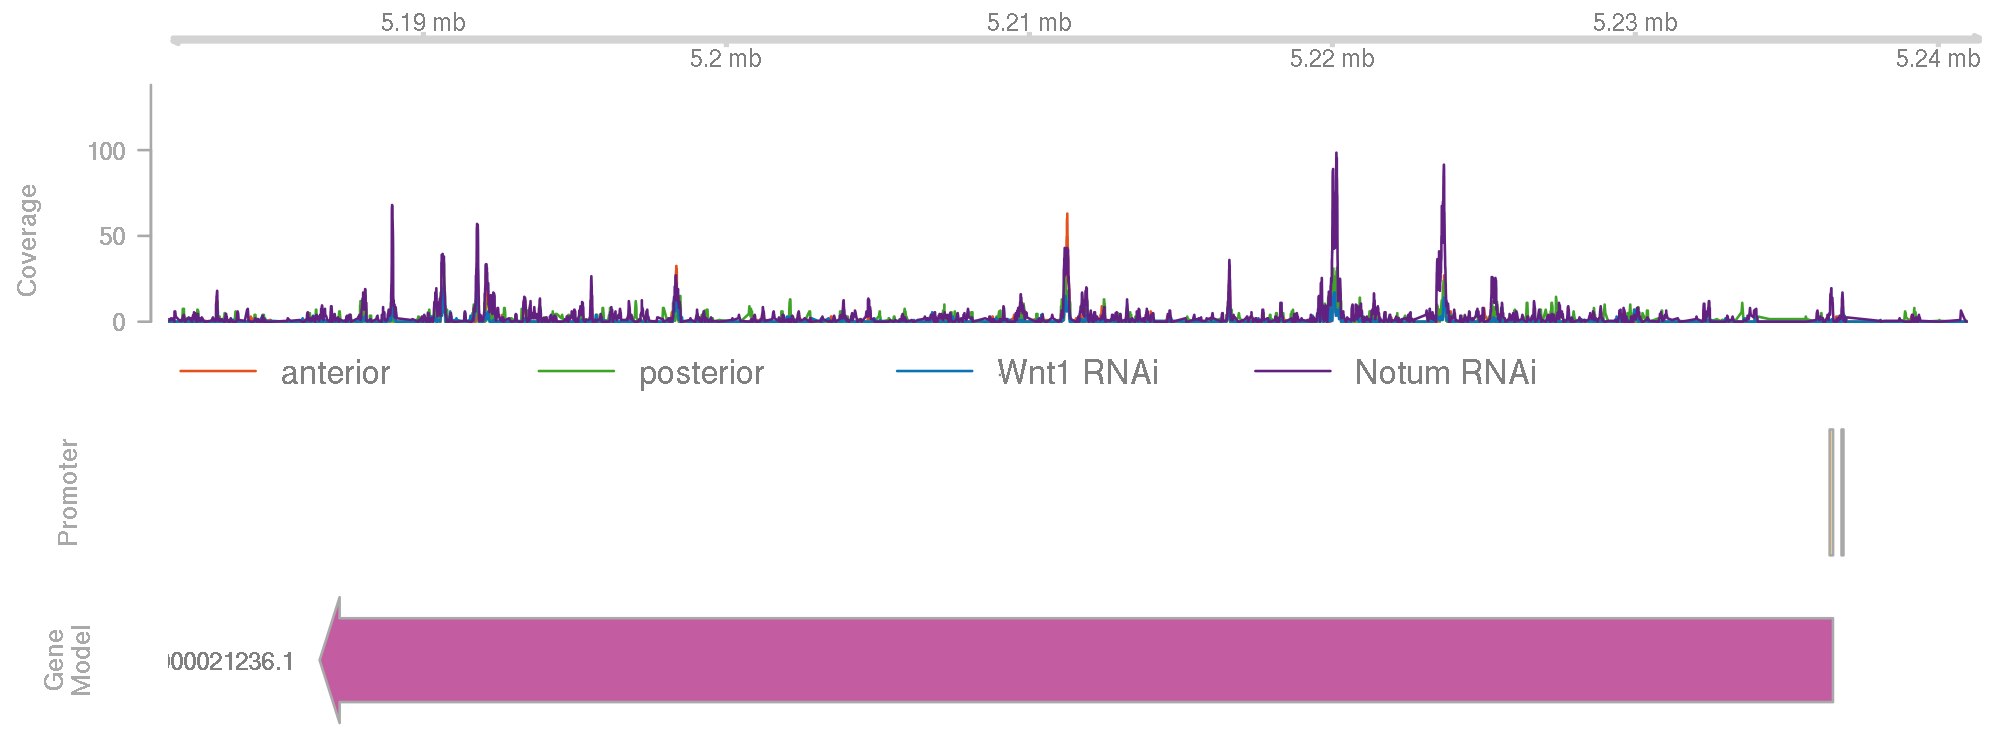 5.19 mb 5.21 mb 5.23 mb
5.2 mb 5.22 mb 5.24 mb
Coverage
100
50
0
anterior posterior Wnt1 RNAi Notum RNAi
Promoter
Gene
Model
000021236.1